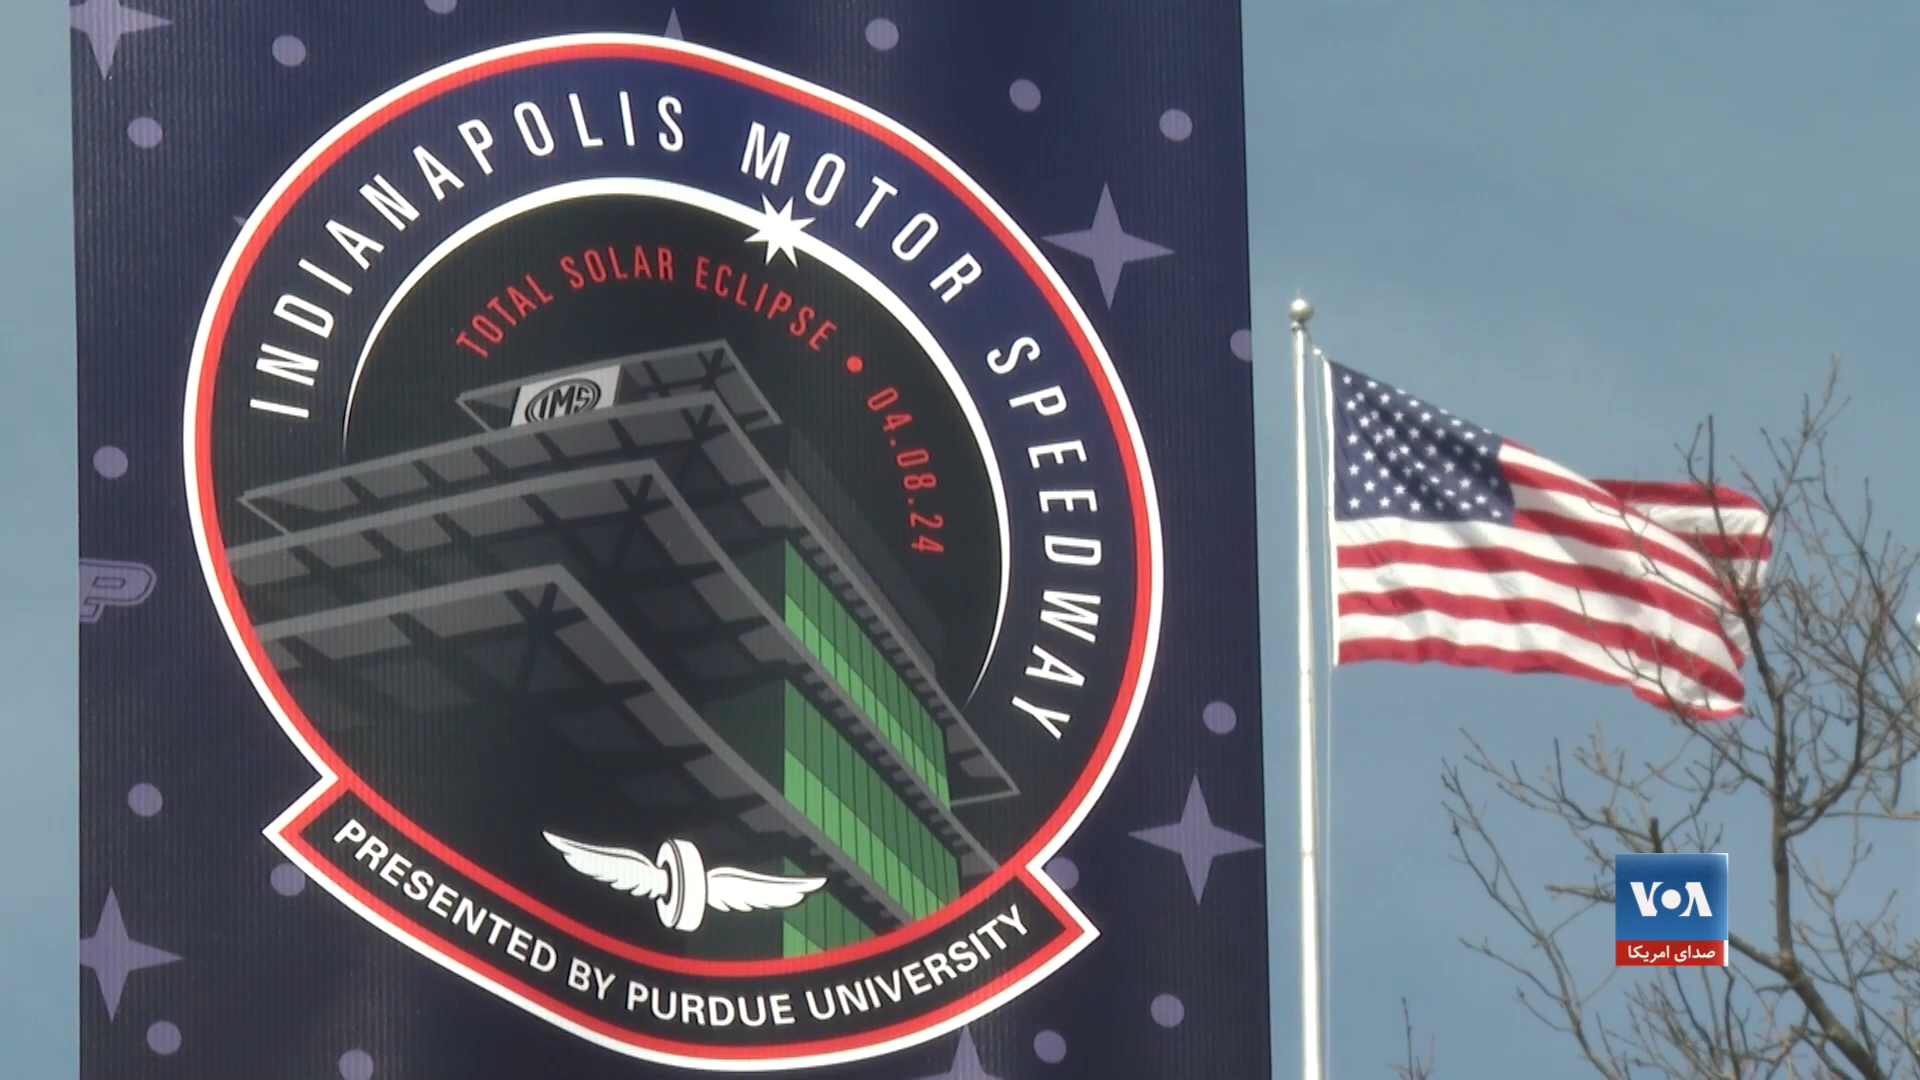 INDIANAPOLIS MOTOR SPEEDWAY
TOTAL SOLAR ECLIPSE • 04.08.24
IMS
PRESENTED BY PURDUE UNIVERSITY
P
VOA
صدای امریکا